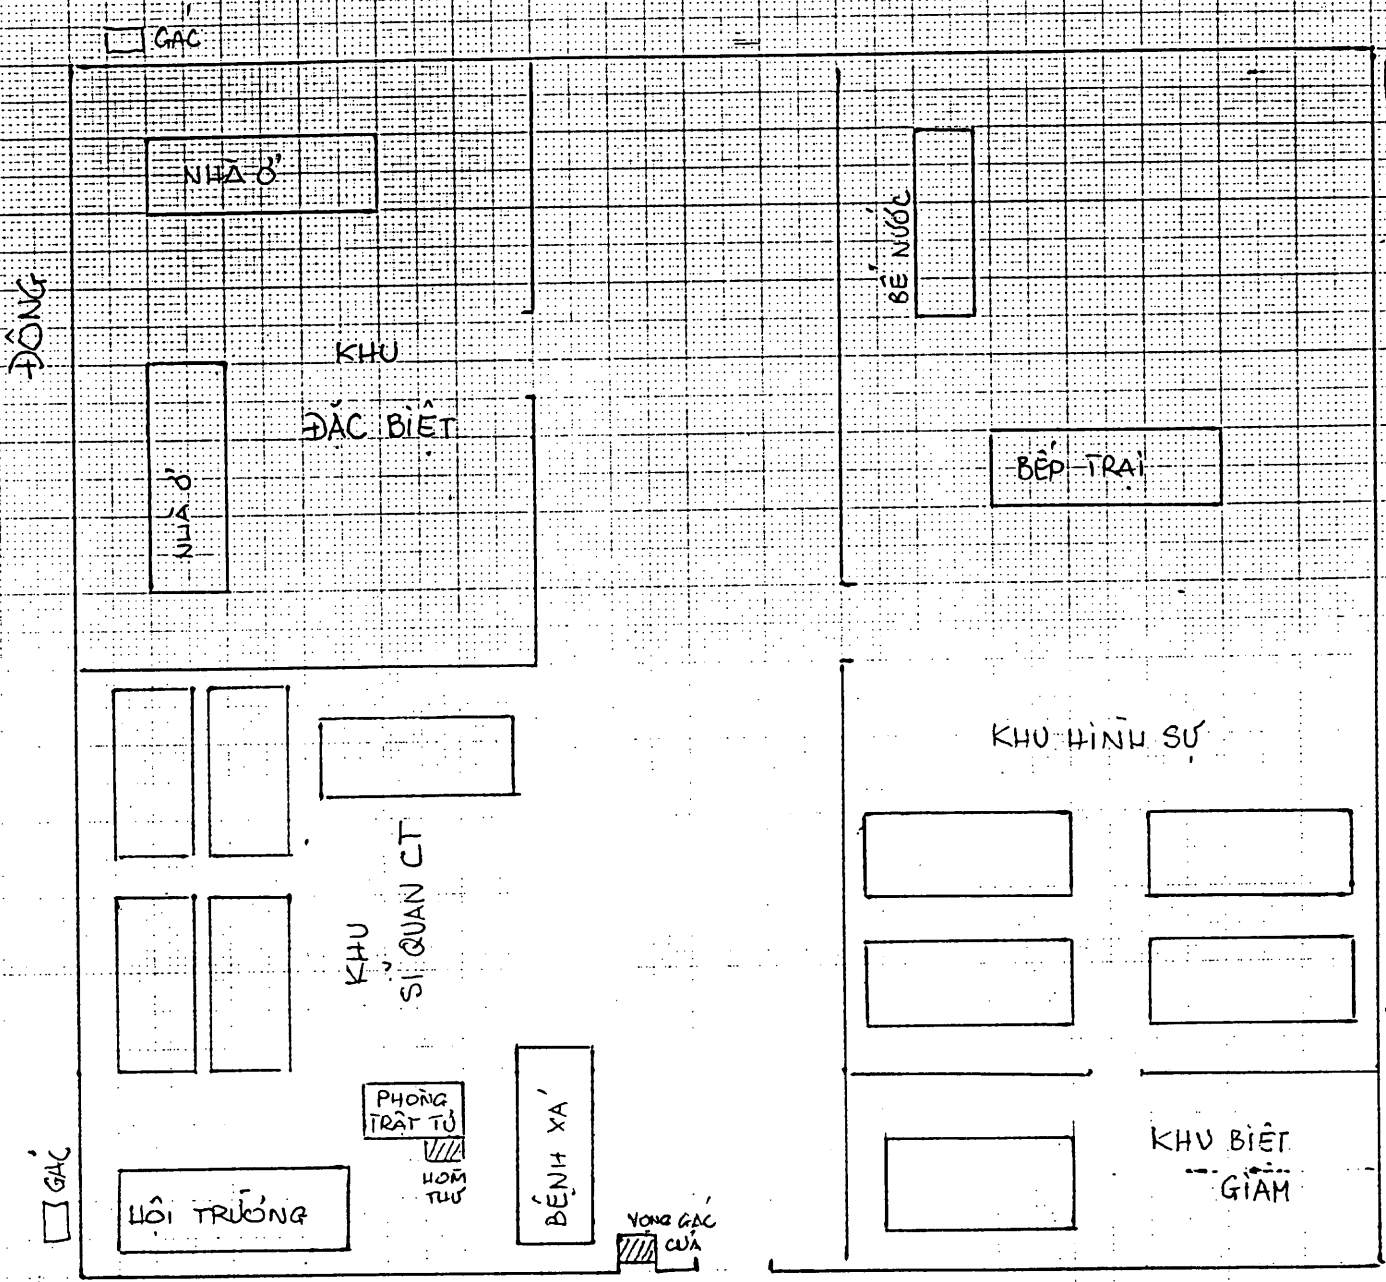 GÁC
NHÀ Ở
BỂ NƯỚC
ĐÔNG
KHU
ĐẶC BIỆT
NHÀ Ở
BẾP TRẠI
KHU HÌNH SỰ
KHU
SĨ QUAN CT
PHÒNG
TRẬT TỰ
HÒM
THƯ
BỆNH XÁ
KHU BIỆT
GIAM
GÁC
HỘI TRƯỜNG
VỌNG GÁC
CỬA